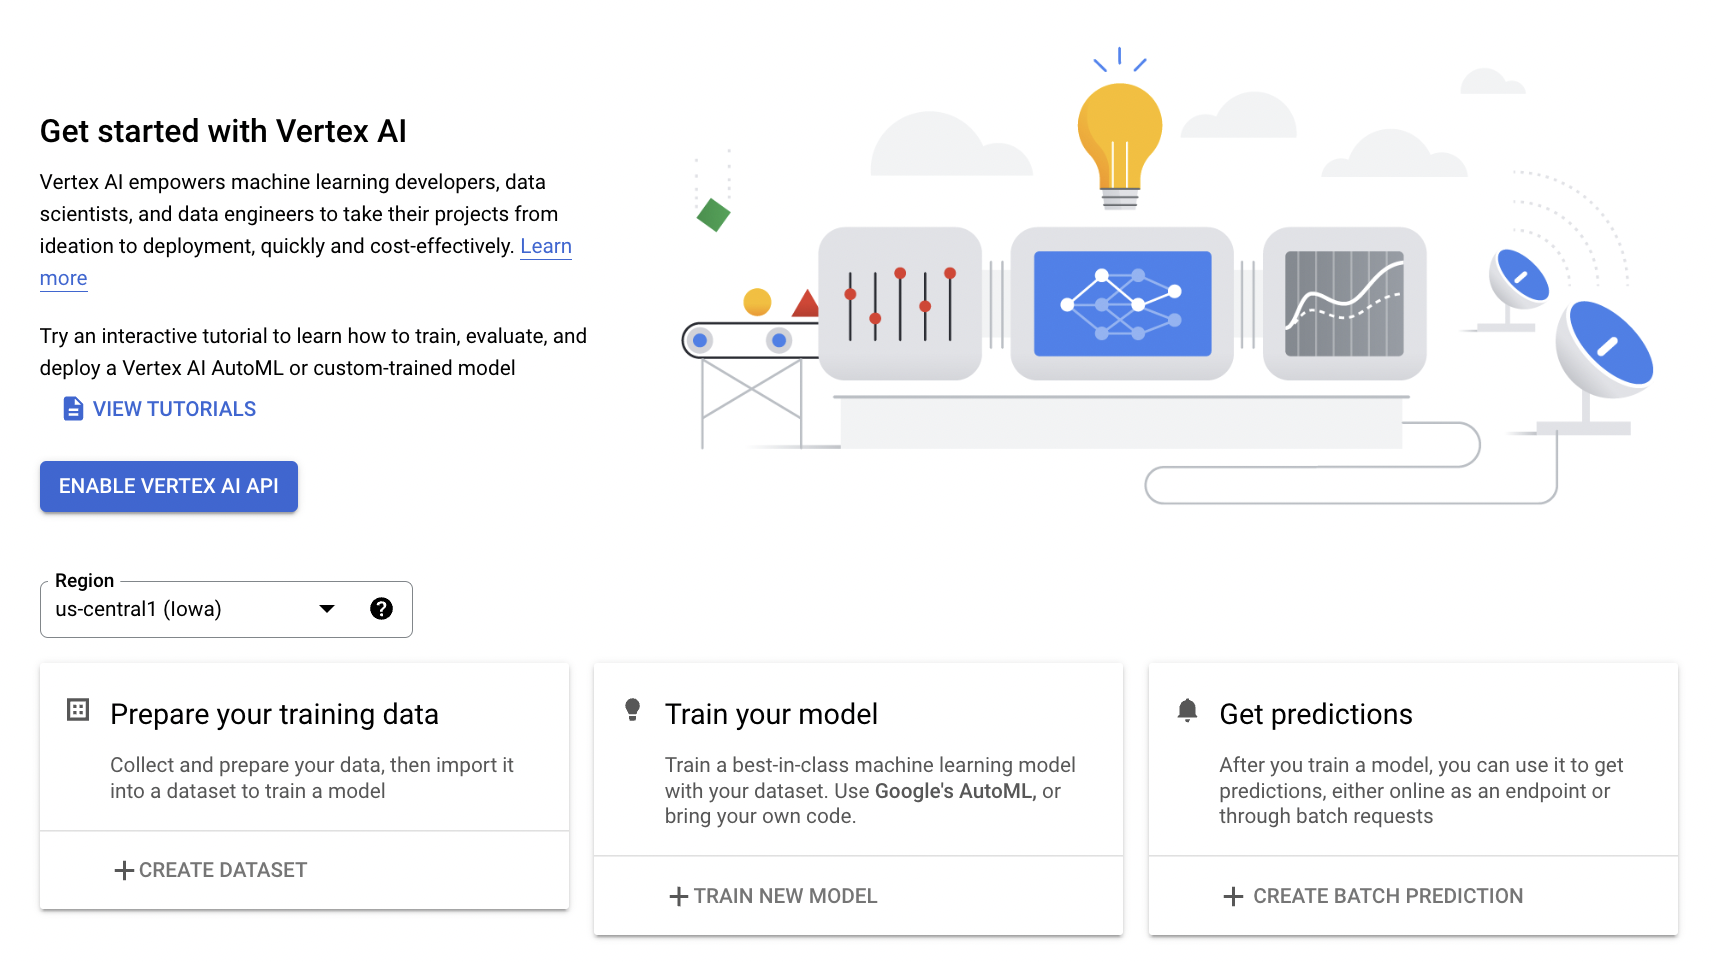 Get started with Vertex AI
Vertex AI empowers machine learning developers, data
scientists, and data engineers to take their projects from
ideation to deployment, quickly and cost-effectively. Learn
more
Try an interactive tutorial to learn how to train, evaluate, and
deploy a Vertex AI AutoML or custom-trained model
VIEW TUTORIALS
ENABLE VERTEX AI API
Region
us-central1 (Iowa)
Prepare your training data
Collect and prepare your data, then import it
into a dataset to train a model
CREATE DATASET
Train your model
Train a best-in-class machine learning model
with your dataset. Use Google's AutoML, or
bring your own code.
TRAIN NEW MODEL
Get predictions
After you train a model, you can use it to get
predictions, either online as an endpoint or
through batch requests
CREATE BATCH PREDICTION